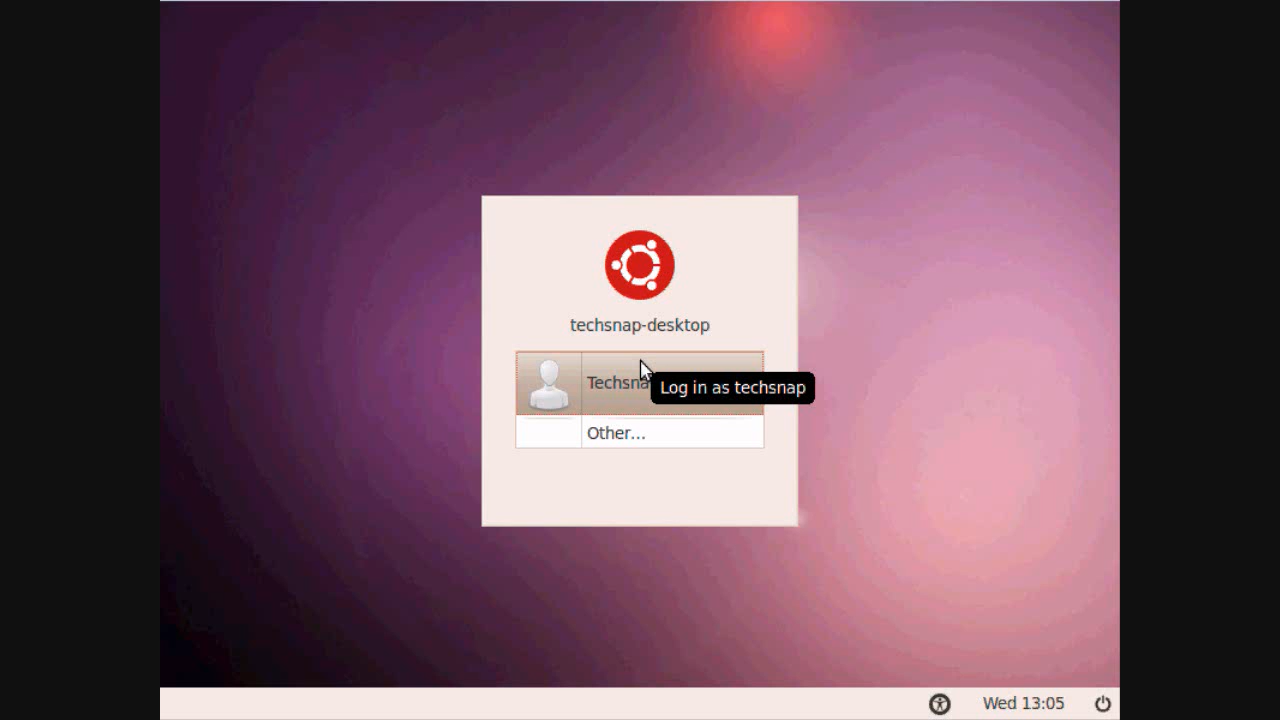 techsnap-desktop
Techsna
Log in as techsnap
Other...
Wed 13:05